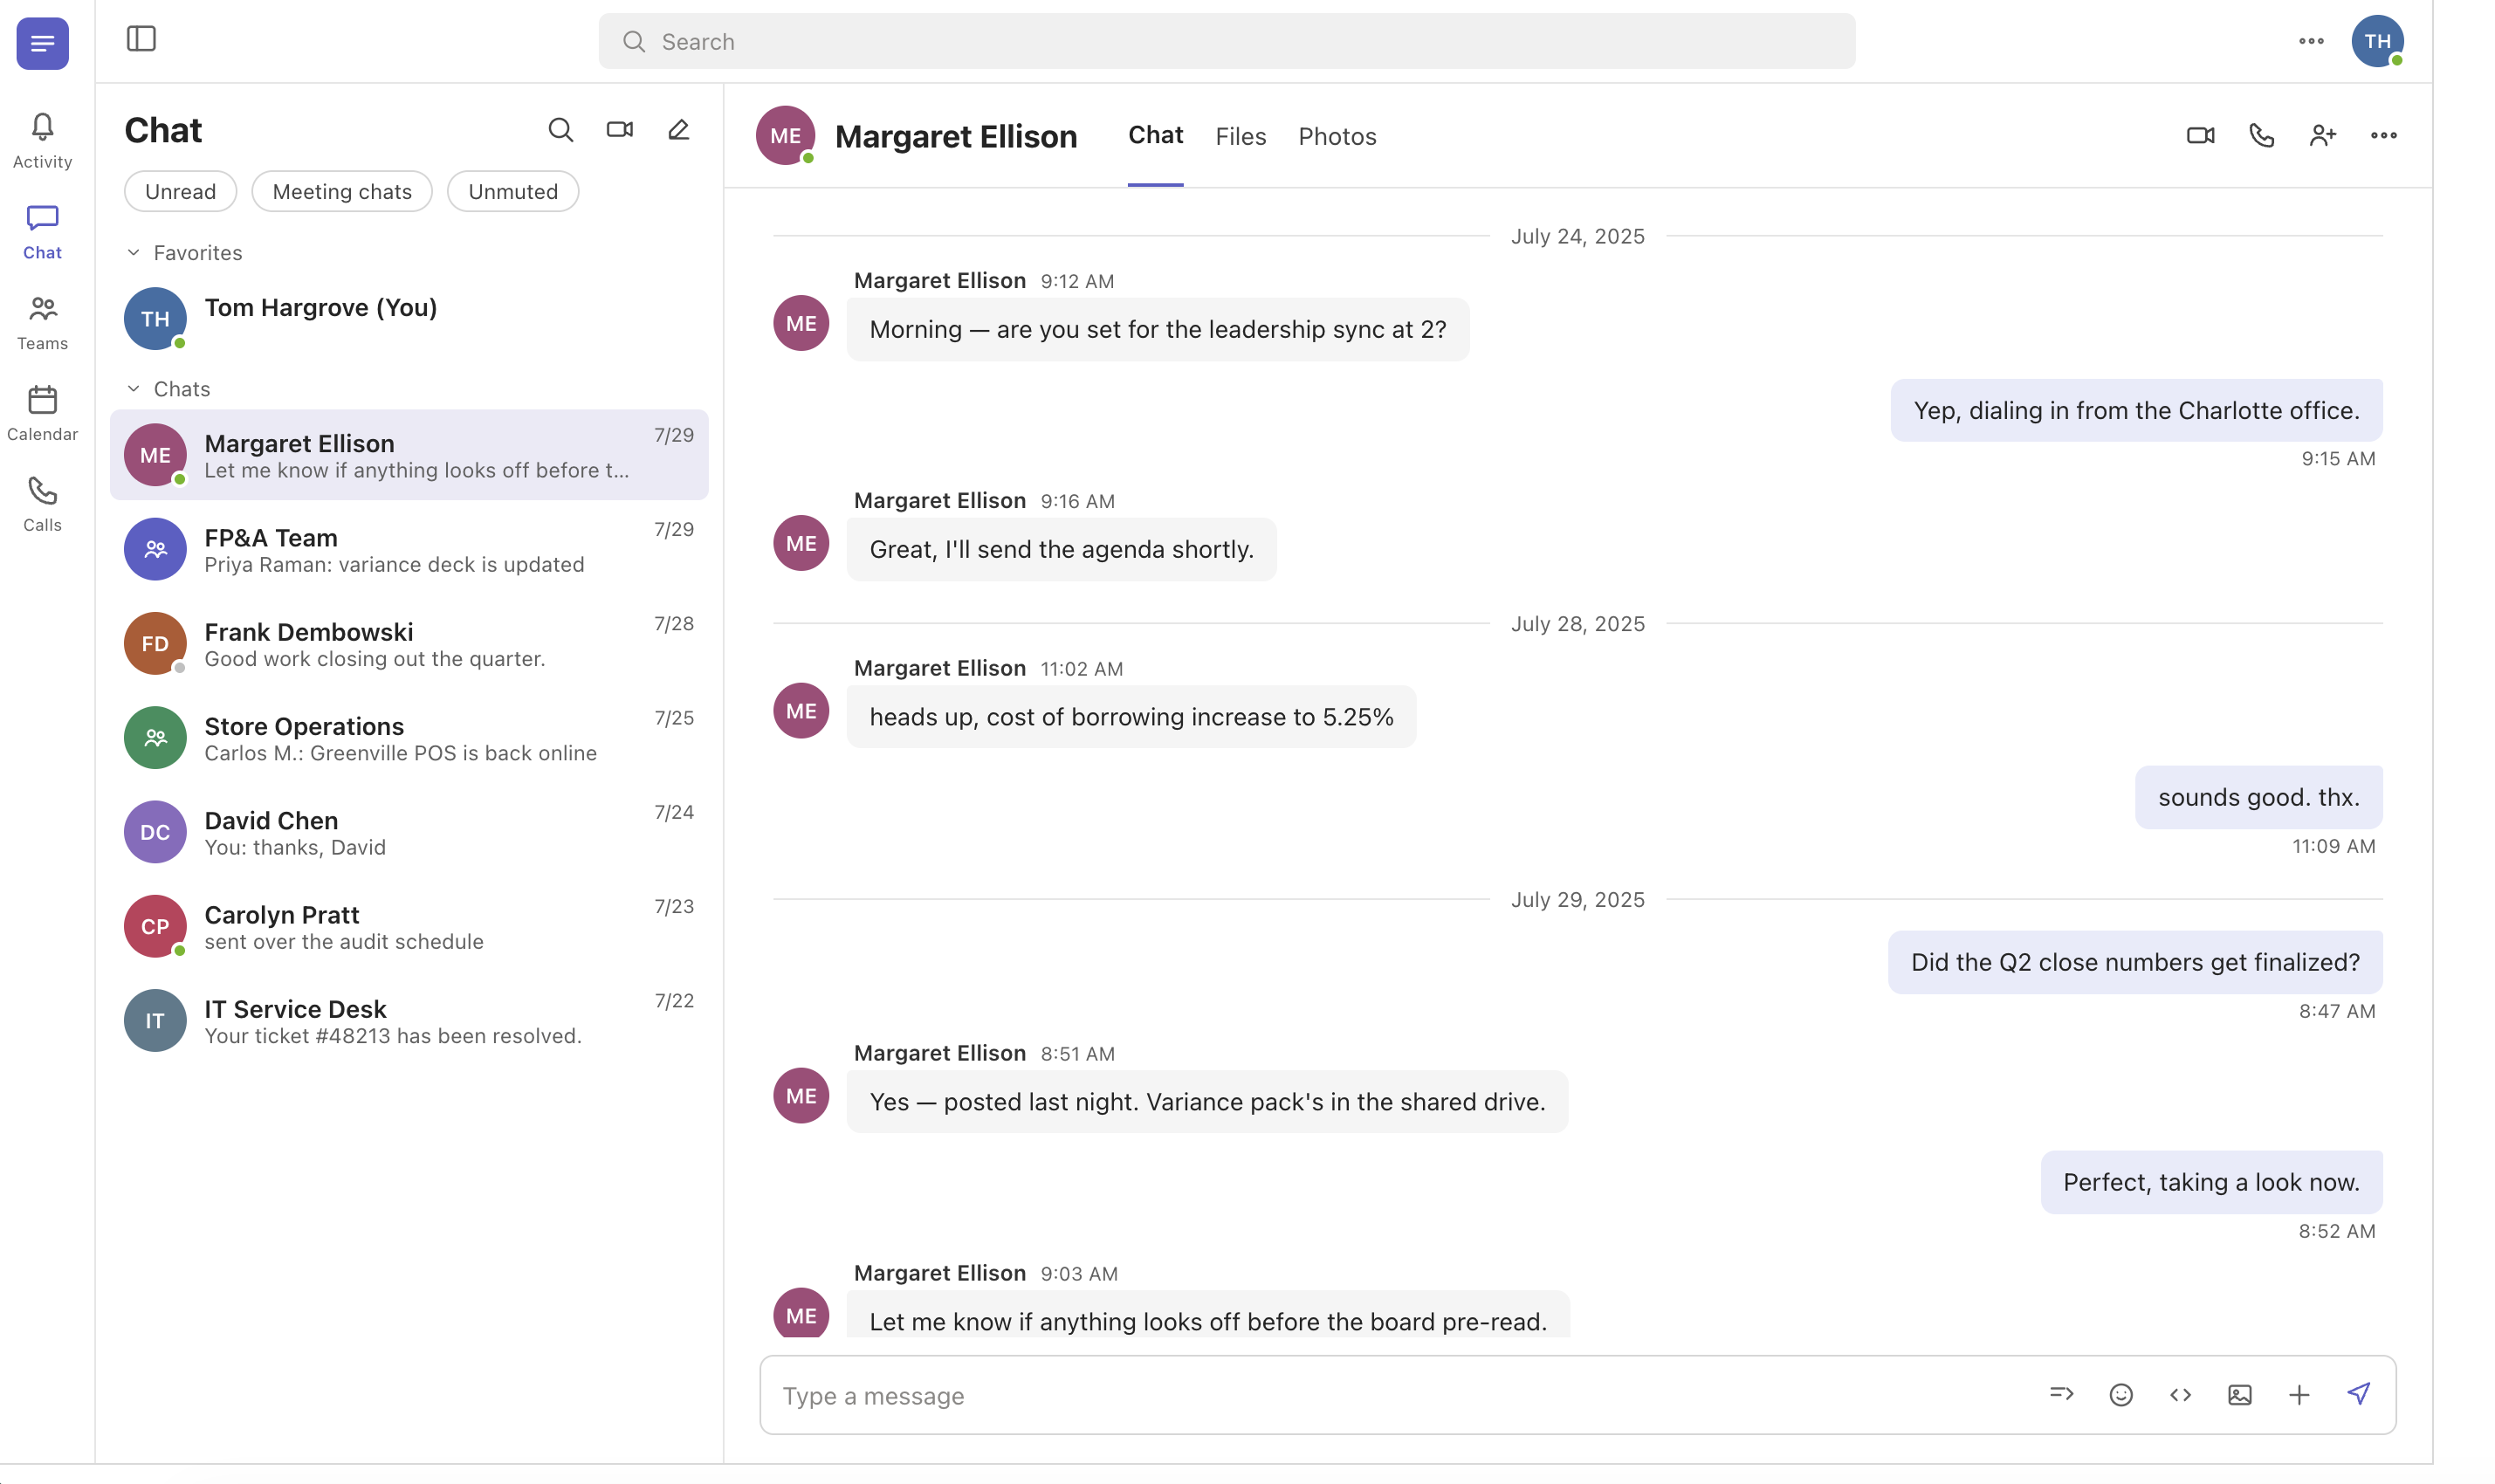 Search
TH
Activity
Chat
Teams
Calendar
Calls
Chat
Unread
Meeting chats
Unmuted
Favorites
TH
Tom Hargrove (You)
Chats
ME
Margaret Ellison
7/29
Let me know if anything looks off before t...
FP&A Team
7/29
Priya Raman: variance deck is updated
FD
Frank Dembowski
7/28
Good work closing out the quarter.
Store Operations
7/25
Carlos M.: Greenville POS is back online
DC
David Chen
7/24
You: thanks, David
CP
Carolyn Pratt
7/23
sent over the audit schedule
IT
IT Service Desk
7/22
Your ticket #48213 has been resolved.
ME
Margaret Ellison
Chat
Files
Photos
July 24, 2025
Margaret Ellison 9:12 AM
ME
Morning — are you set for the leadership sync at 2?
Yep, dialing in from the Charlotte office.
9:15 AM
Margaret Ellison 9:16 AM
ME
Great, I'll send the agenda shortly.
July 28, 2025
Margaret Ellison 11:02 AM
ME
heads up, cost of borrowing increase to 5.25%
sounds good. thx.
11:09 AM
July 29, 2025
Did the Q2 close numbers get finalized?
8:47 AM
Margaret Ellison 8:51 AM
ME
Yes — posted last night. Variance pack's in the shared drive.
Perfect, taking a look now.
8:52 AM
Margaret Ellison 9:03 AM
ME
Let me know if anything looks off before the board pre-read.
Type a message